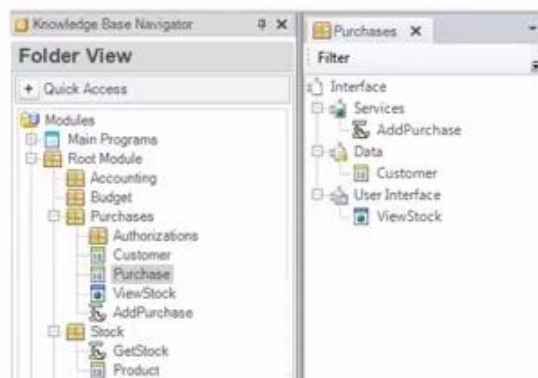 Knowledge Base Navigator
Folder View
+ Quick Access
Modules
Main Programs
Root Module
Accounting
Budget
Purchases
Authorizations
Customer
Purchase
ViewStock
AddPurchase
Stock
GetStock
Product
Purchases
Filter
Interface
Services
AddPurchase
Data
Customer
User Interface
ViewStock